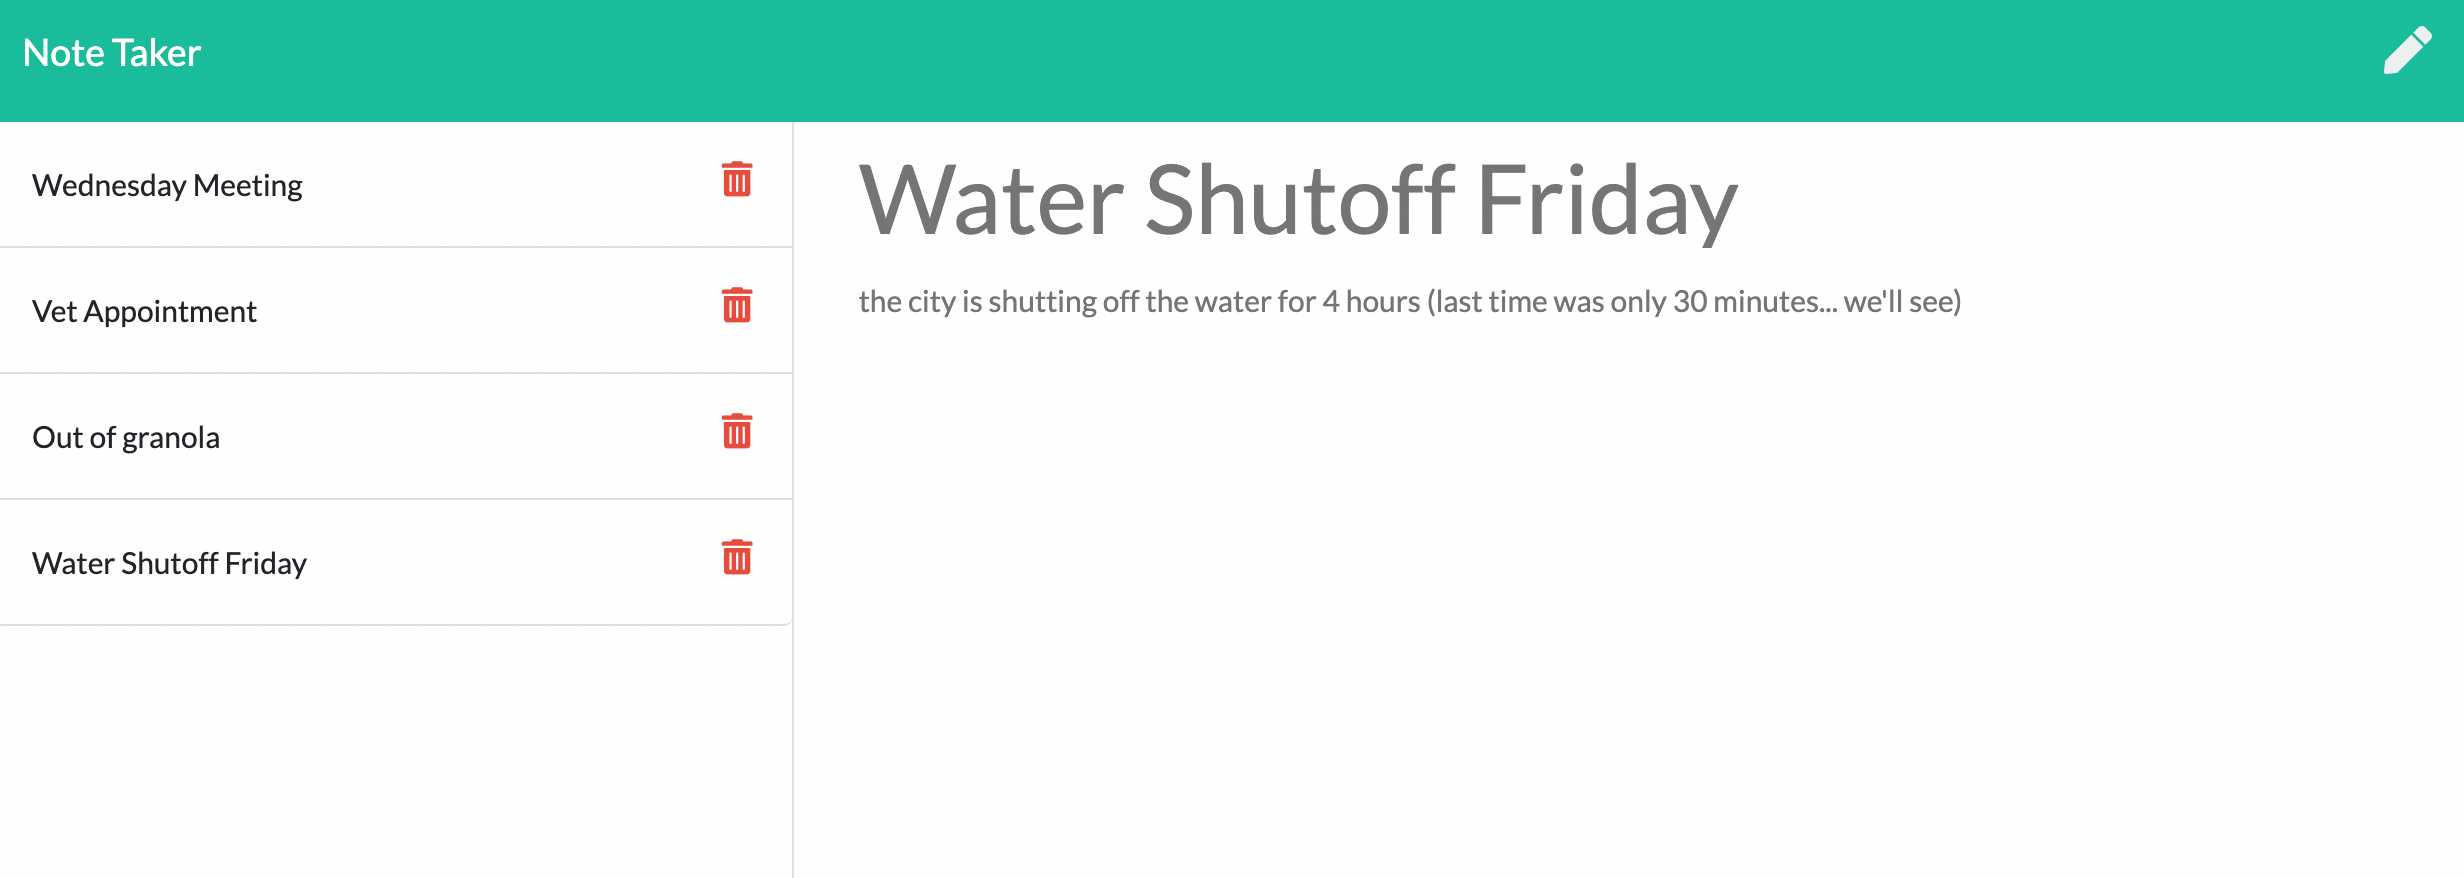 Note Taker
Wednesday Meeting
Vet Appointment
Out of granola
Water Shutoff Friday
Water Shutoff Friday
the city is shutting off the water for 4 hours (last time was only 30 minutes... we'll see)